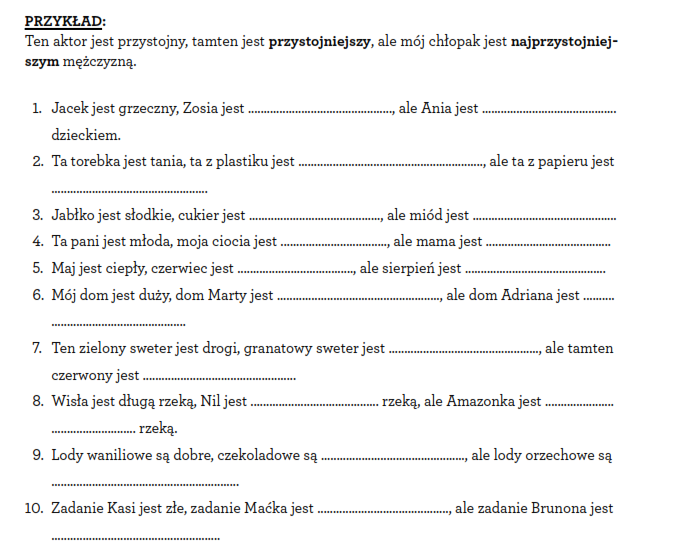 PRZYKŁAD:
Ten aktor jest przystojny, tamten jest przystojniejszy, ale mój chłopak jest najprzystojniej-
szym mężczyzną.
1. Jacek jest grzeczny, Zosia jest ..............................................., ale Ania jest ............................................
dzieckiem.
2. Ta torebka jest tania, ta z plastiku jest ............................................................, ale ta z papieru jest
..................................................
3. Jabłko jest słodkie, cukier jest .........................................., ale miód jest ..............................................
4. Ta pani jest młoda, moja ciocia jest .................................., ale mama jest ........................................
5. Maj jest ciepły, czerwiec jest ....................................., ale sierpień jest .............................................
6. Mój dom jest duży, dom Marty jest ...................................................., ale dom Adriana jest ..........
...........................................
7. Ten zielony sweter jest drogi, granatowy sweter jest ................................................, ale tamten
czerwony jest .................................................
8. Wisła jest długą rzeką, Nil jest ......................................... rzeką, ale Amazonka jest ......................
........................... rzeką.
9. Lody waniliowe są dobre, czekoladowe są .............................................., ale lody orzechowe są
............................................................
10. Zadanie Kasi jest złe, zadanie Maćka jest .........................................., ale zadanie Brunona jest
......................................................